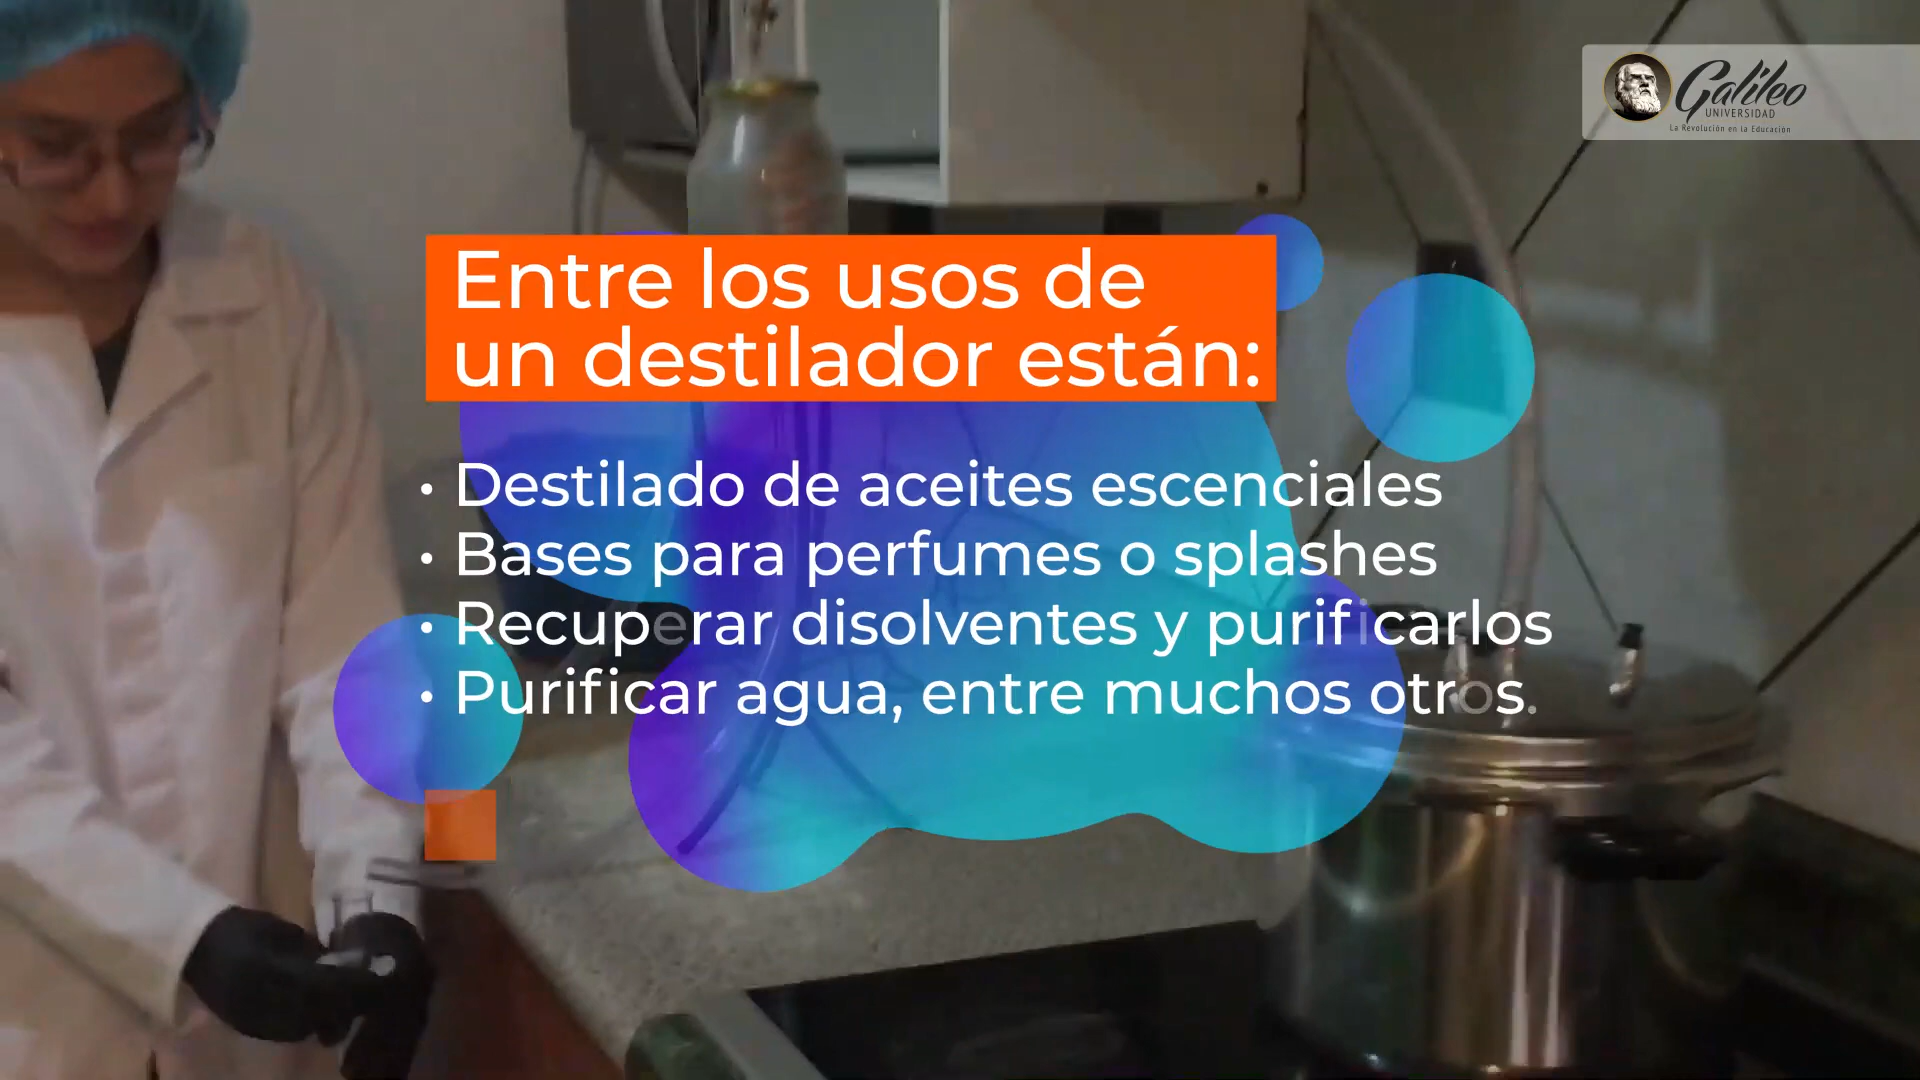 Galileo
UNIVERSIDAD
La Revolución en la Educación
Entre los usos de
un destilador están:
• Destilado de aceites escenciales
• Bases para perfumes o splashes
• Recuperar disolventes y purificarlos
• Purificar agua, entre muchos otros.